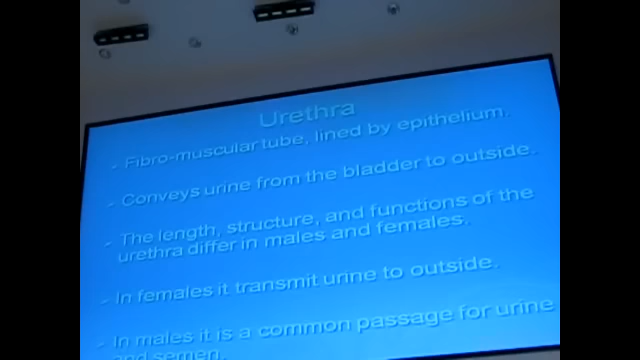 Urethra
Fibro-muscular tube, lined by epithelium.
Conveys urine from the bladder to outside.
The length, structure, and functions of the
urethra differ in males and females.
In females it transmit urine to outside.
In males it is a common passage for urine
and semen.